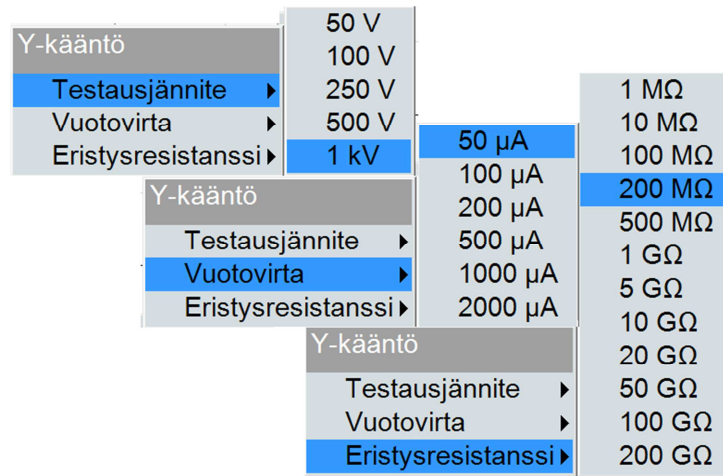 Y-kääntö
Testausjännite
Vuotovirta
Eristysresistanssi
50 V
100 V
250 V
500 V
1 kV
Y-kääntö
Testausjännite
Vuotovirta
Eristysresistanssi
50 µA
100 µA
200 µA
500 µA
1000 µA
2000 µA
Y-kääntö
Testausjännite
Vuotovirta
Eristysresistanssi
1 MΩ
10 MΩ
100 MΩ
200 MΩ
500 MΩ
1 GΩ
5 GΩ
10 GΩ
20 GΩ
50 GΩ
100 GΩ
200 GΩ